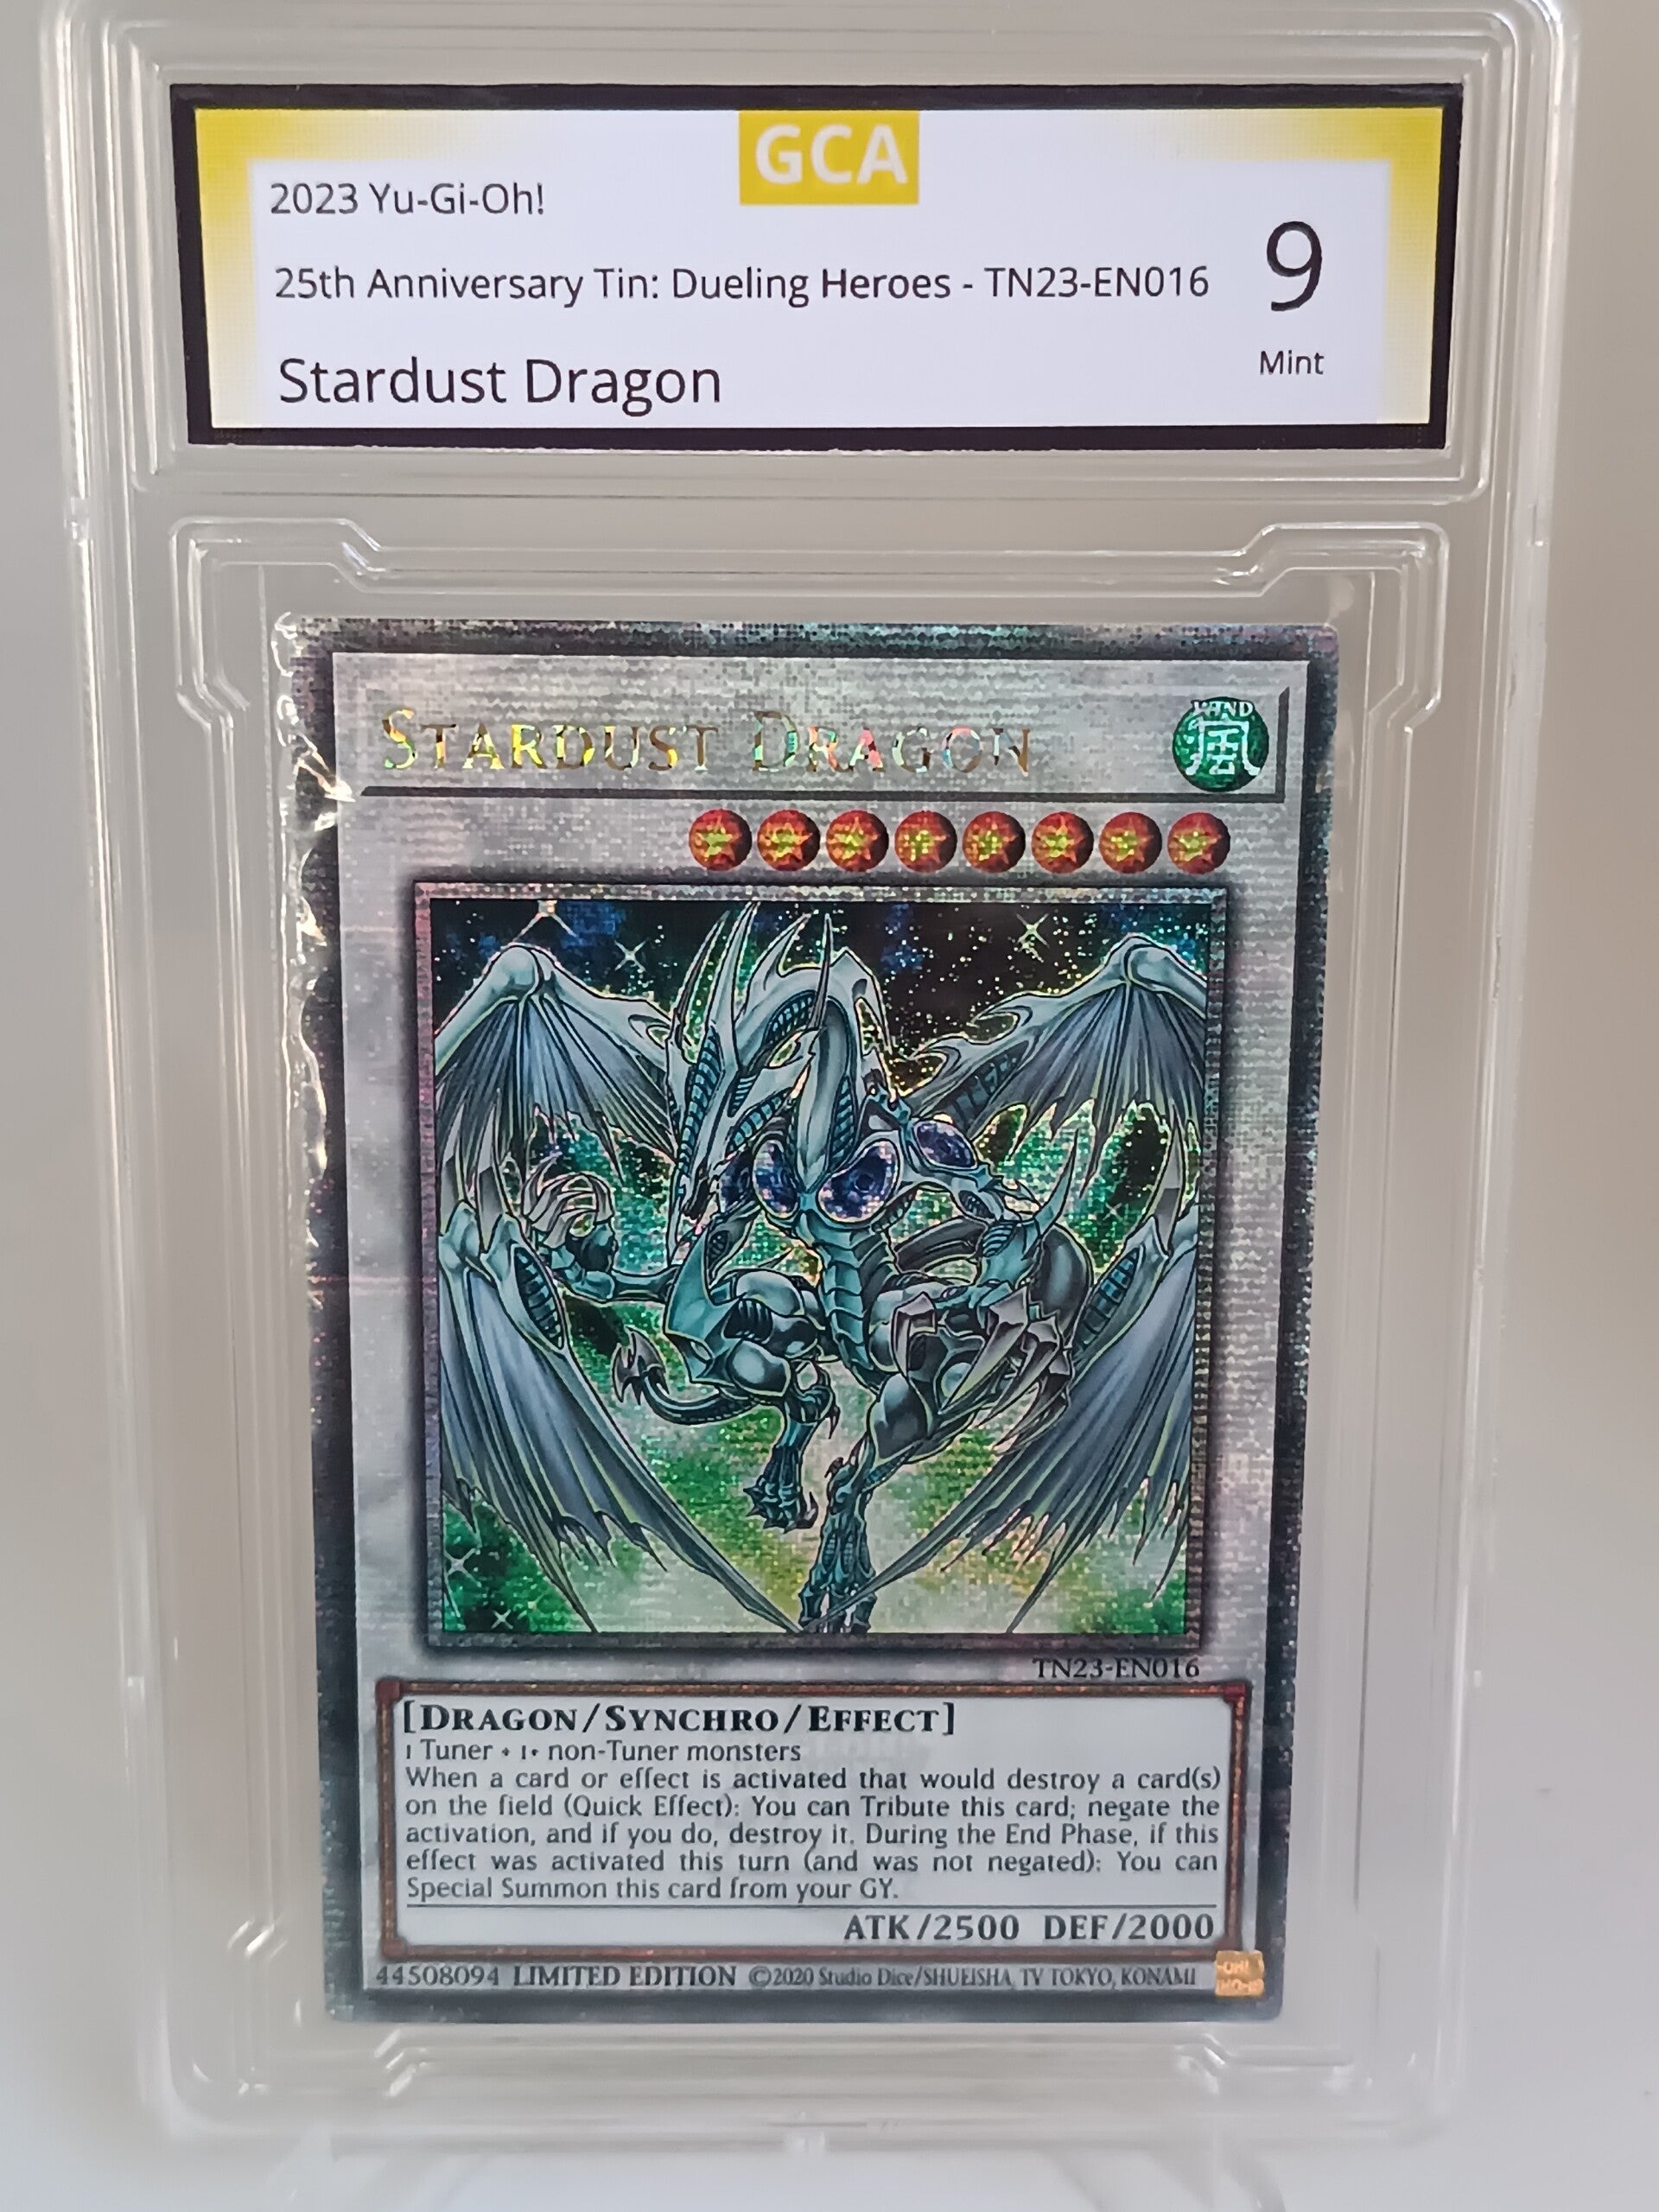 GCA
2023 Yu-Gi-Oh!
25th Anniversary Tin: Dueling Heroes - TN23-EN016
9
Mint
Stardust Dragon
STARDUST DRAGON
WIND
風
TN23-EN016
[DRAGON/SYNCHRO/EFFECT]
1 Tuner + 1+ non-Tuner monsters
When a card or effect is activated that would destroy a card(s)
on the field (Quick Effect): You can Tribute this card; negate the
activation, and if you do, destroy it. During the End Phase, if this
effect was activated this turn (and was not negated): You can
Special Summon this card from your GY.
ATK/2500 DEF/2000
44508094 LIMITED EDITION ©2020 Studio Dice/SHUEISHA, TV TOKYO, KONAMI